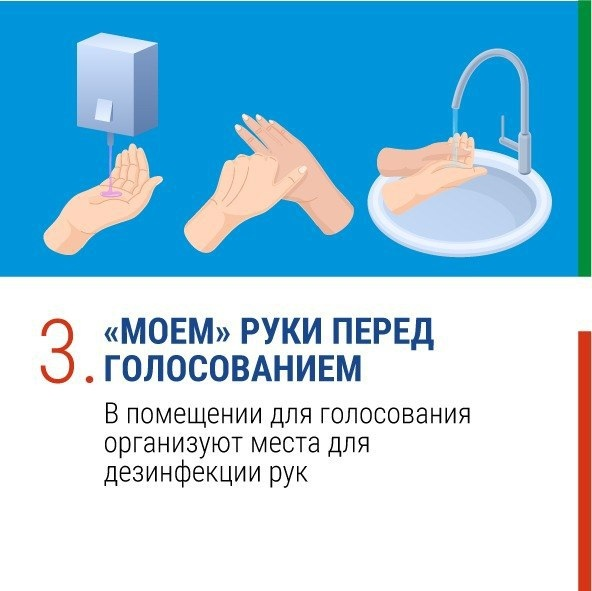 3.
«МОЕМ» РУКИ ПЕРЕД
ГОЛОСОВАНИЕМ
В помещении для голосования
организуют места для
дезинфекции рук